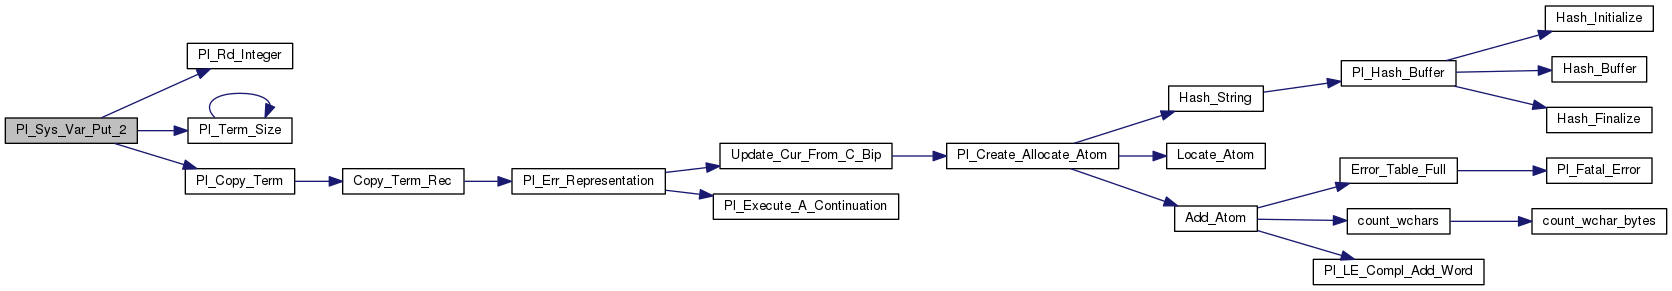 Pl_Sys_Var_Put_2
Pl_Rd_Integer
Pl_Term_Size
Pl_Copy_Term
Copy_Term_Rec
Pl_Err_Representation
Update_Cur_From_C_Bip
Pl_Execute_A_Continuation
Pl_Create_Allocate_Atom
Hash_String
Locate_Atom
Add_Atom
Pl_Hash_Buffer
Hash_Initialize
Hash_Buffer
Hash_Finalize
Error_Table_Full
Pl_Fatal_Error
count_wchars
count_wchar_bytes
Pl_LE_Compl_Add_Word